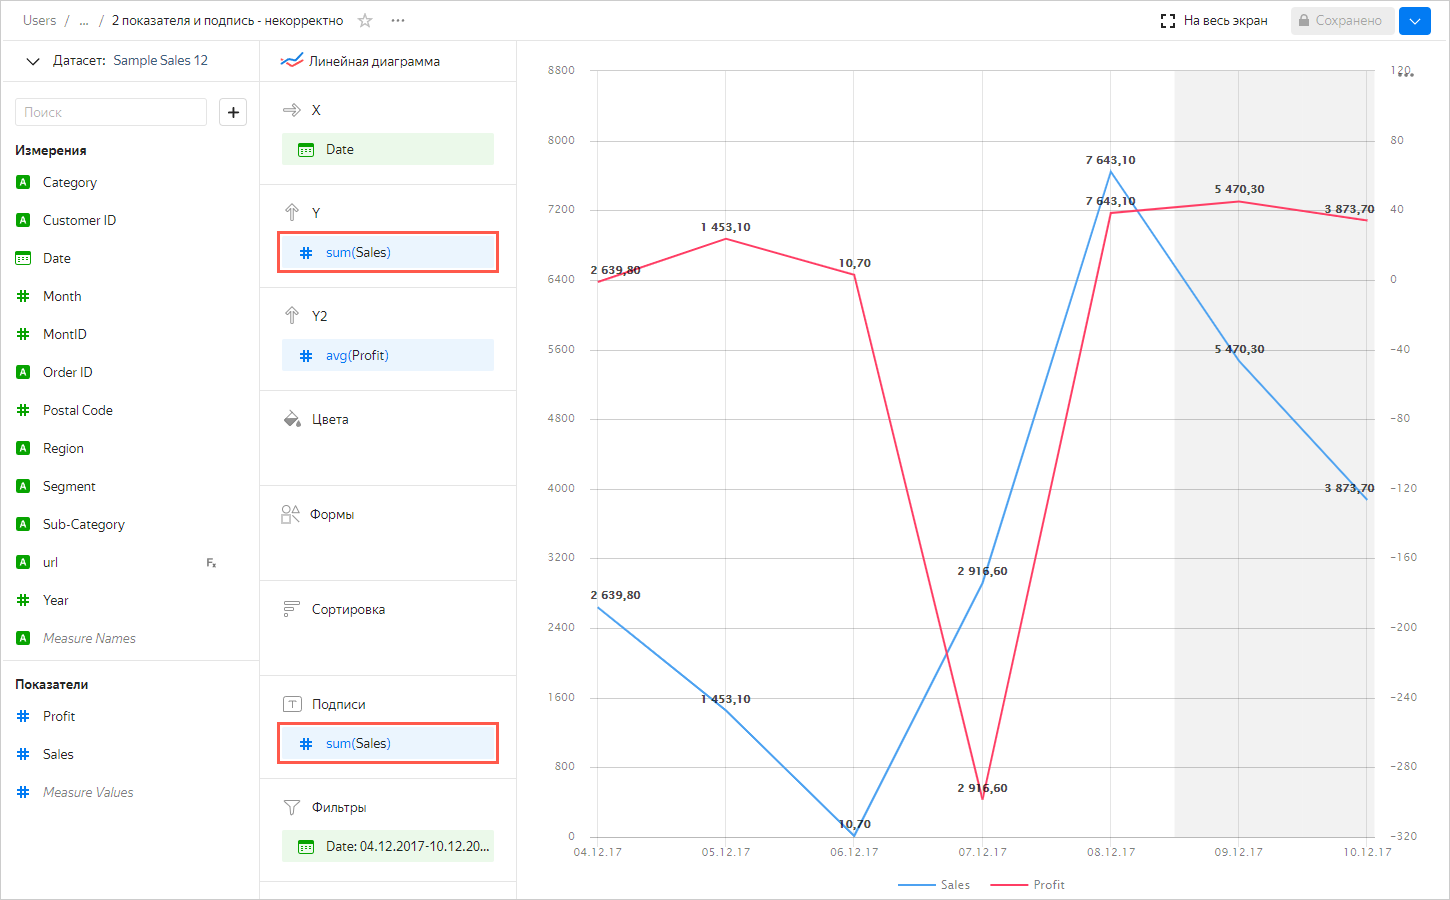 Users / ... / 2 показателя и подпись - некорректно
На весь экран
Сохранено
Датасет: Sample Sales 12
Поиск
Измерения
Category
Customer ID
Date
Month
MontID
Order ID
Postal Code
Region
Segment
Sub-Category
url
Year
Measure Names
Показатели
Profit
Sales
Measure Values
Линейная диаграмма
X
Date
Y
sum(Sales)
Y2
avg(Profit)
Цвета
Формы
Сортировка
Подписи
sum(Sales)
Фильтры
Date: 04.12.2017-10.12.20...
8800
8000
7200
6400
5600
4800
4000
3200
2400
1600
800
0
7 643,10
7 643,10
5 470,30
3 873,70
1 453,10
10,70
2 639,80
5 470,30
3 873,70
2 916,60
2 639,80
1 453,10
2 916,60
10,70
120
80
40
0
-40
-80
-120
-160
-200
-240
-280
-320
04.12.17
05.12.17
06.12.17
07.12.17
08.12.17
09.12.17
10.12.17
Sales
Profit